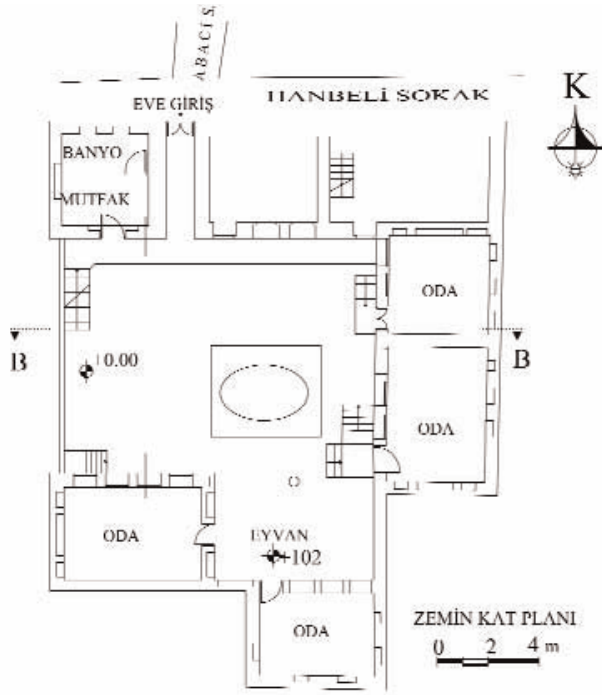 ABACI S.
EVE GİRİŞ
HANBELİ SOKAK
K
BANYO
MUTFAK
ODA
B
B
0.00
ODA
ODA
EYVAN
+102
ODA
ZEMİN KAT PLANI
0 2 4 m